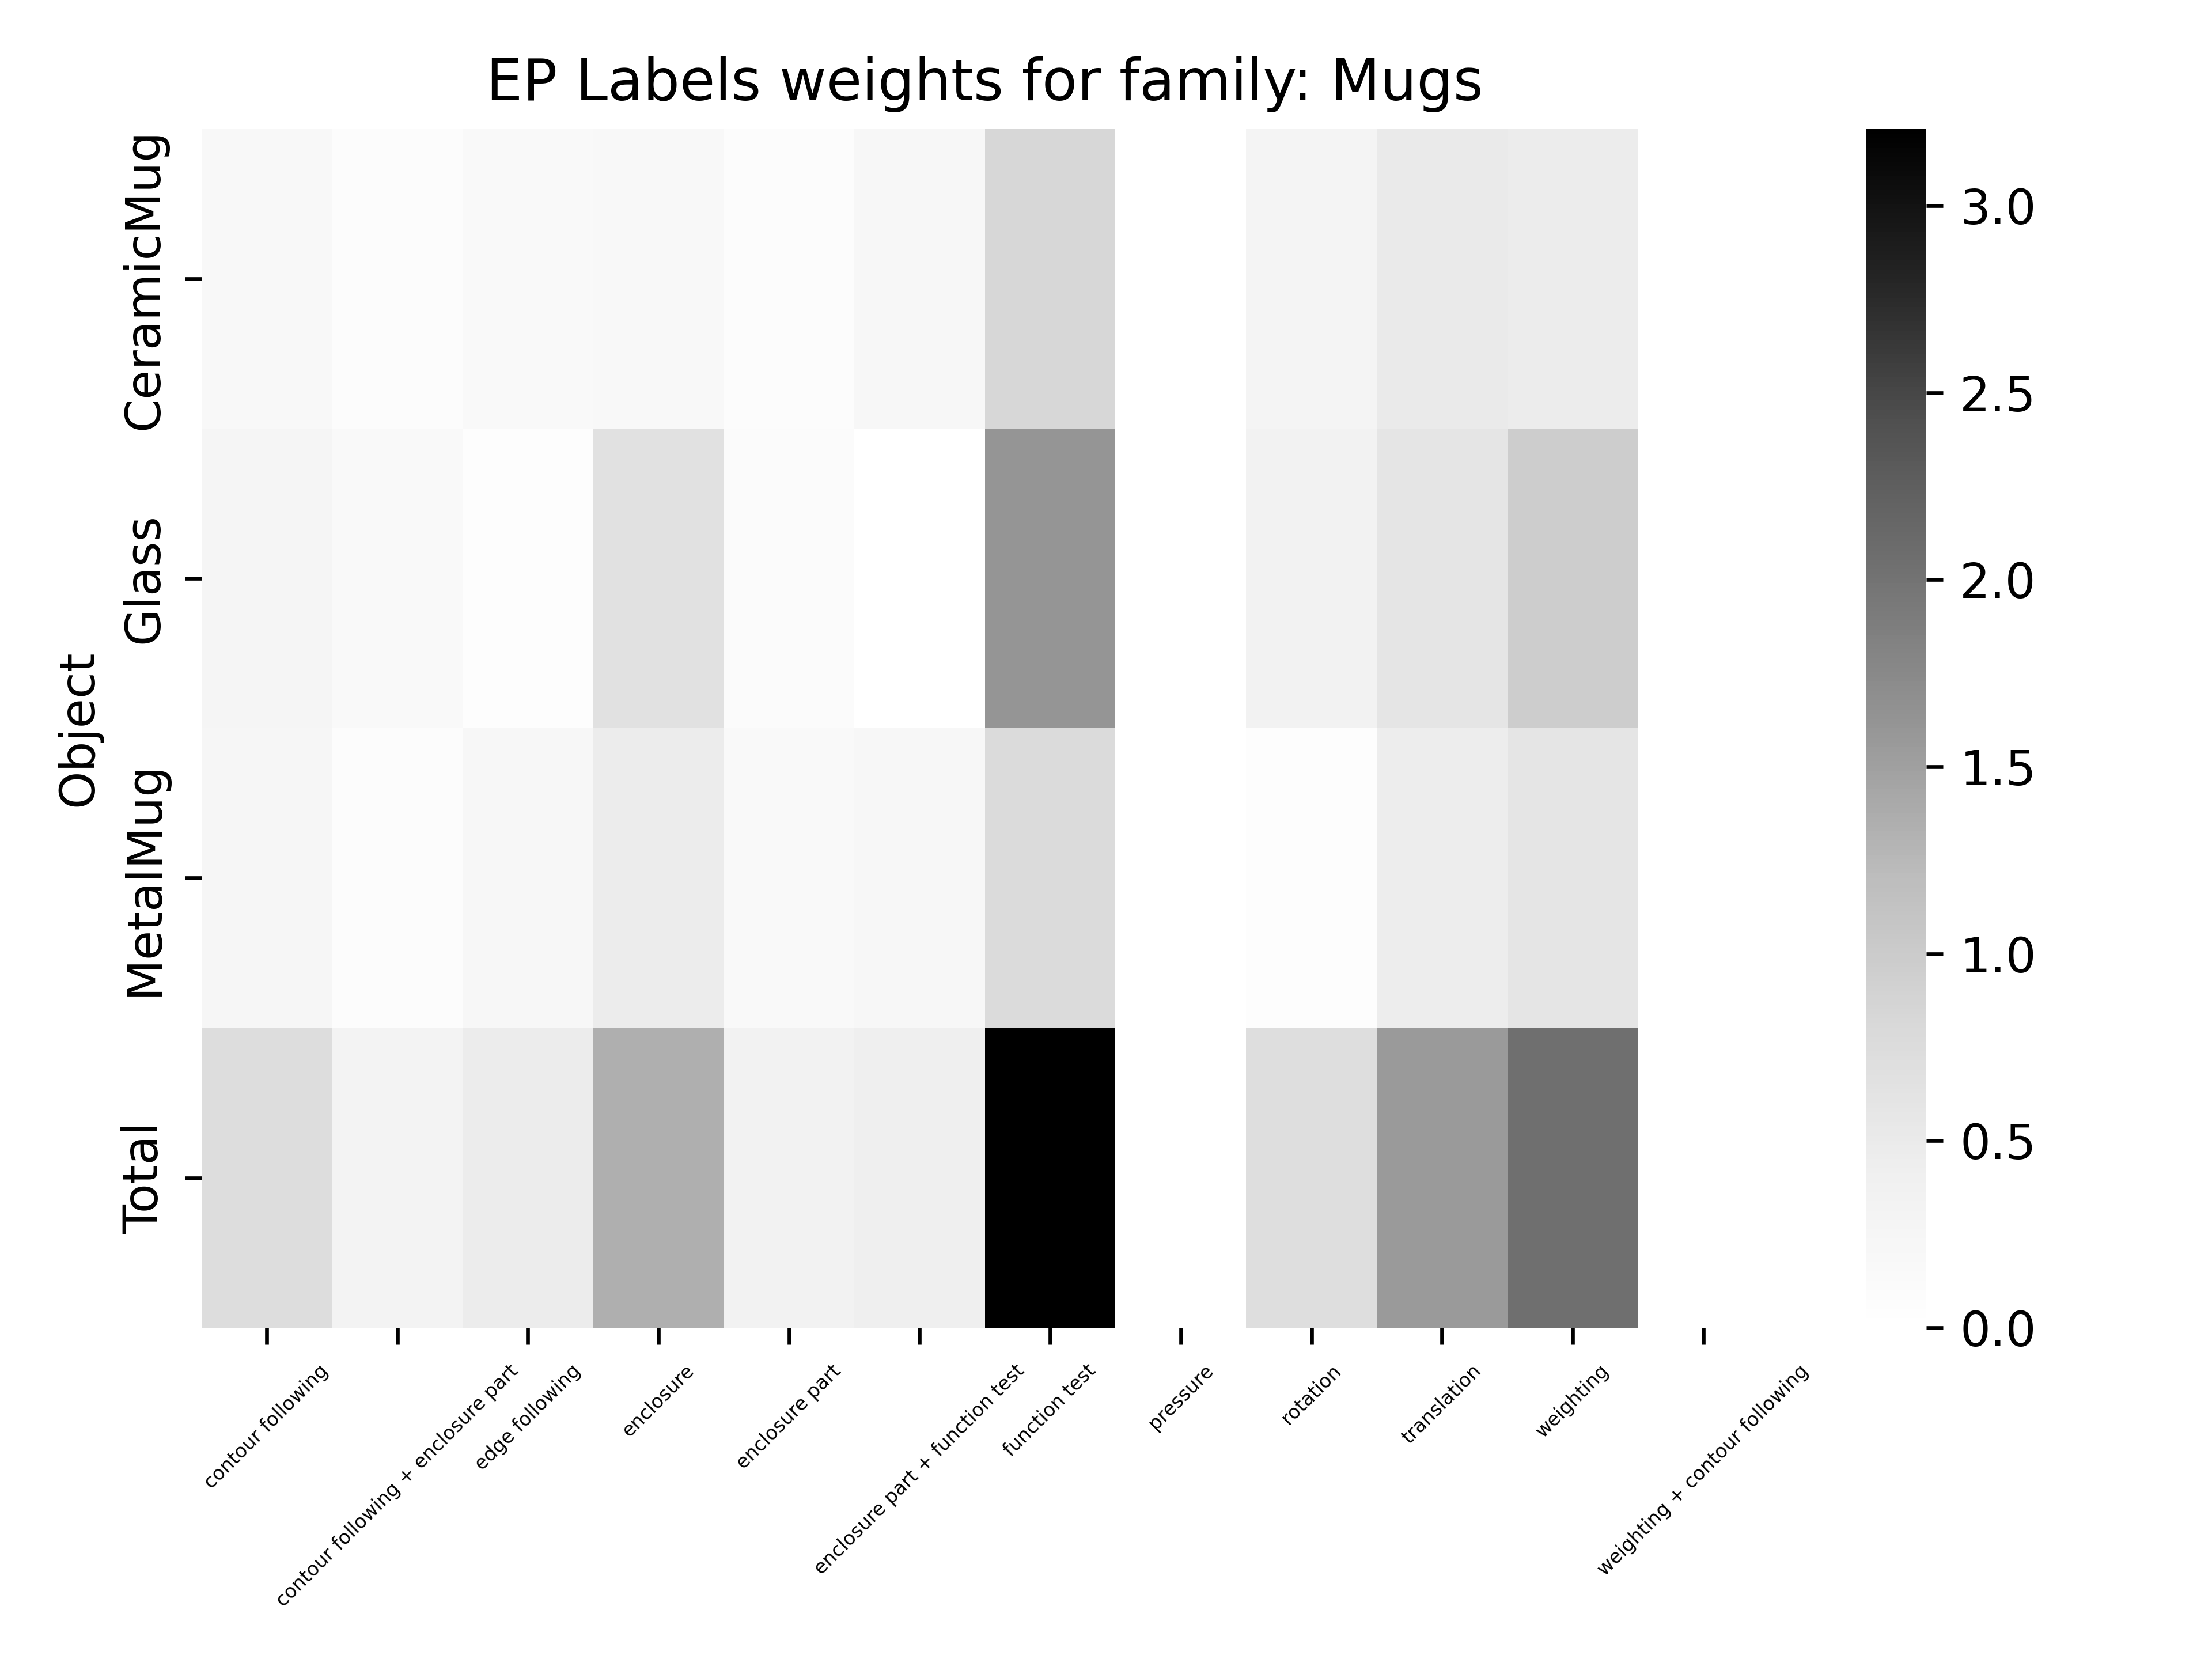 EP Labels weights for family: Mugs
Object
CeramicMug
Glass
MetalMug
Total
contour following
contour following + enclosure part
edge following
enclosure
enclosure part
enclosure part + function test
function test
pressure
rotation
translation
weighting
weighting + contour following
3.0
2.5
2.0
1.5
1.0
0.5
0.0